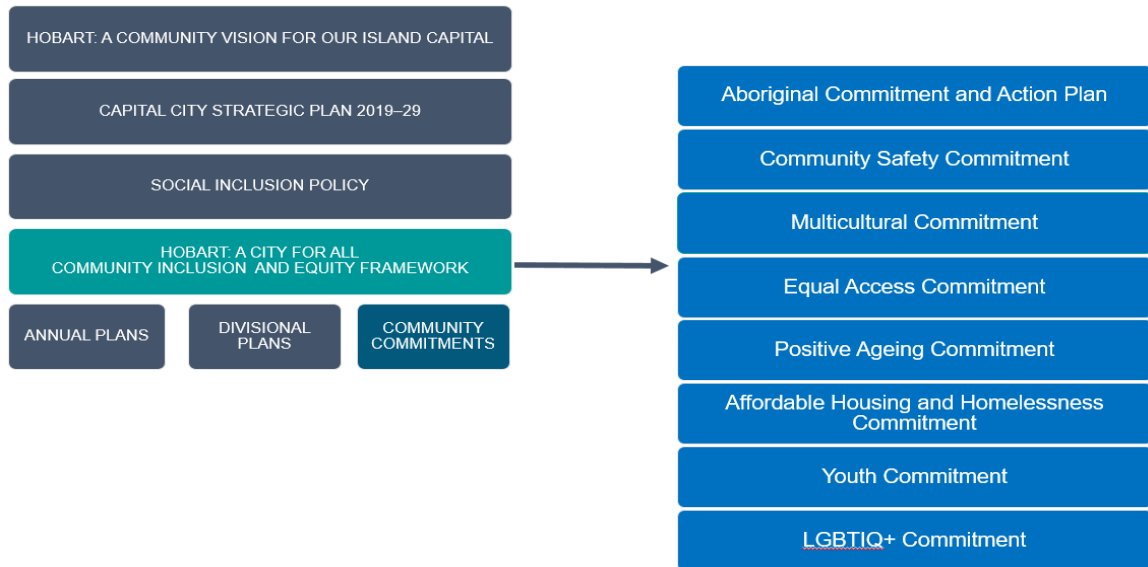 HOBART: A COMMUNITY VISION FOR OUR ISLAND CAPITAL
CAPITAL CITY STRATEGIC PLAN 2019–29
SOCIAL INCLUSION POLICY
HOBART: A CITY FOR ALL
COMMUNITY INCLUSION AND EQUITY FRAMEWORK
ANNUAL PLANS
DIVISIONAL
PLANS
COMMUNITY
COMMITMENTS
Aboriginal Commitment and Action Plan
Community Safety Commitment
Multicultural Commitment
Equal Access Commitment
Positive Ageing Commitment
Affordable Housing and Homelessness
Commitment
Youth Commitment
LGBTIQ+ Commitment